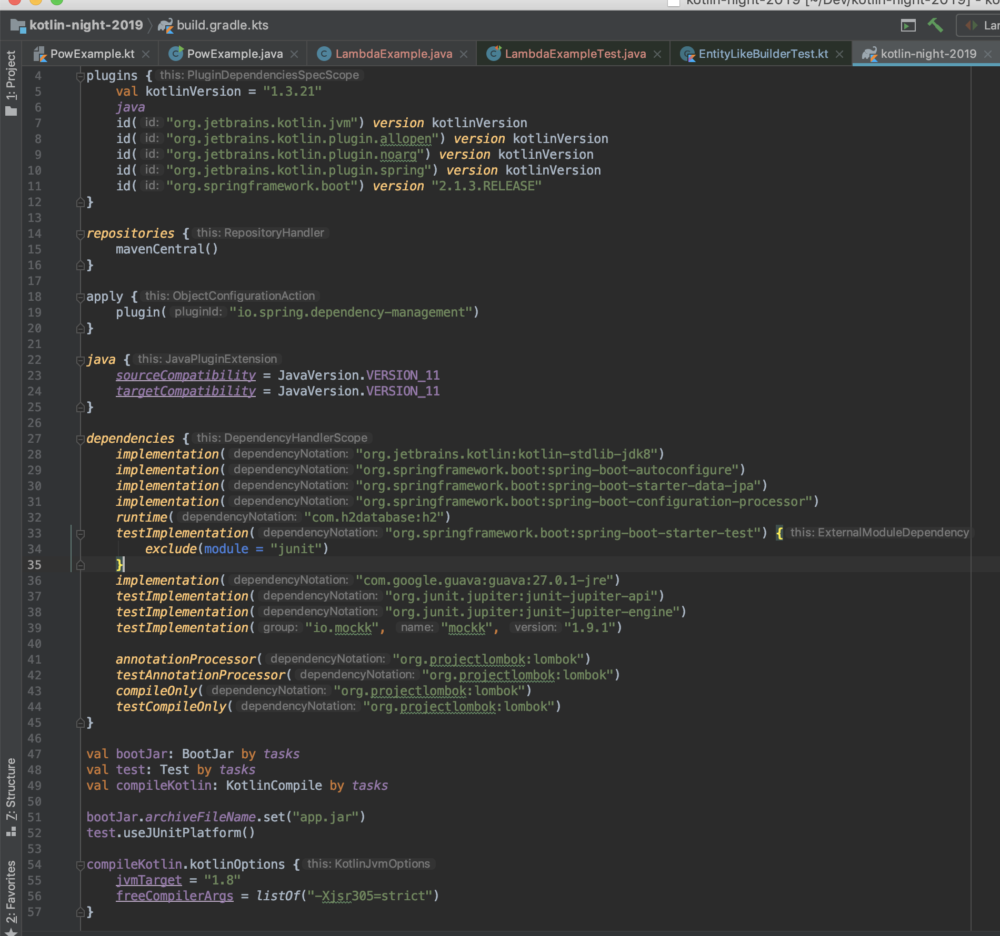 kotlin-night-2019 [~/Dev/kotlin-night-2019] - ko
kotlin-night-2019 build.gradle.kts
Lar
PowExample.kt PowExample.java LambdaExample.java LambdaExampleTest.java EntityLikeBuilderTest.kt kotlin-night-2019
1: Project
7: Structure
2: Favorites
4 plugins { this: PluginDependenciesSpecScope
5 val kotlinVersion = "1.3.21"
6 java
7 id( id: "org.jetbrains.kotlin.jvm") version kotlinVersion
8 id( id: "org.jetbrains.kotlin.plugin.allopen") version kotlinVersion
9 id( id: "org.jetbrains.kotlin.plugin.noarg") version kotlinVersion
10 id( id: "org.jetbrains.kotlin.plugin.spring") version kotlinVersion
11 id( id: "org.springframework.boot") version "2.1.3.RELEASE"
12 }
13
14 repositories { this: RepositoryHandler
15 mavenCentral()
16 }
17
18 apply { this: ObjectConfigurationAction
19 plugin( pluginId: "io.spring.dependency-management")
20 }
21
22 java { this: JavaPluginExtension
23 sourceCompatibility = JavaVersion.VERSION_11
24 targetCompatibility = JavaVersion.VERSION_11
25 }
26
27 dependencies { this: DependencyHandlerScope
28 implementation( dependencyNotation: "org.jetbrains.kotlin:kotlin-stdlib-jdk8")
29 implementation( dependencyNotation: "org.springframework.boot:spring-boot-autoconfigure")
30 implementation( dependencyNotation: "org.springframework.boot:spring-boot-starter-data-jpa")
31 implementation( dependencyNotation: "org.springframework.boot:spring-boot-configuration-processor")
32 runtime( dependencyNotation: "com.h2database:h2")
33 testImplementation( dependencyNotation: "org.springframework.boot:spring-boot-starter-test") { this: ExternalModuleDependency
34 exclude(module = "junit")
35 }
36 implementation( dependencyNotation: "com.google.guava:guava:27.0.1-jre")
37 testImplementation( dependencyNotation: "org.junit.jupiter:junit-jupiter-api")
38 testImplementation( dependencyNotation: "org.junit.jupiter:junit-jupiter-engine")
39 testImplementation( group: "io.mockk", name: "mockk", version: "1.9.1")
40
41 annotationProcessor( dependencyNotation: "org.projectlombok:lombok")
42 testAnnotationProcessor( dependencyNotation: "org.projectlombok:lombok")
43 compileOnly( dependencyNotation: "org.projectlombok:lombok")
44 testCompileOnly( dependencyNotation: "org.projectlombok:lombok")
45 }
46
47 val bootJar: BootJar by tasks
48 val test: Test by tasks
49 val compileKotlin: KotlinCompile by tasks
50
51 bootJar.archiveFileName.set("app.jar")
52 test.useJUnitPlatform()
53
54 compileKotlin.kotlinOptions { this: KotlinJvmOptions
55 jvmTarget = "1.8"
56 freeCompilerArgs = listOf("-Xjsr305=strict")
57 }